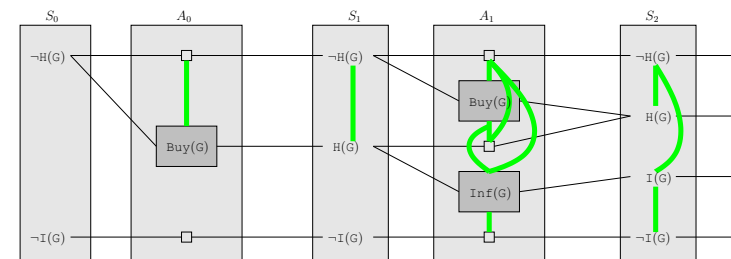 S0 A0 S1 A1 S2
¬H(G) ¬H(G) ¬H(G)
Buy(G)
H(G)
Buy(G) H(G)
I(G)
Inf(G)
¬I(G) ¬I(G) ¬I(G)